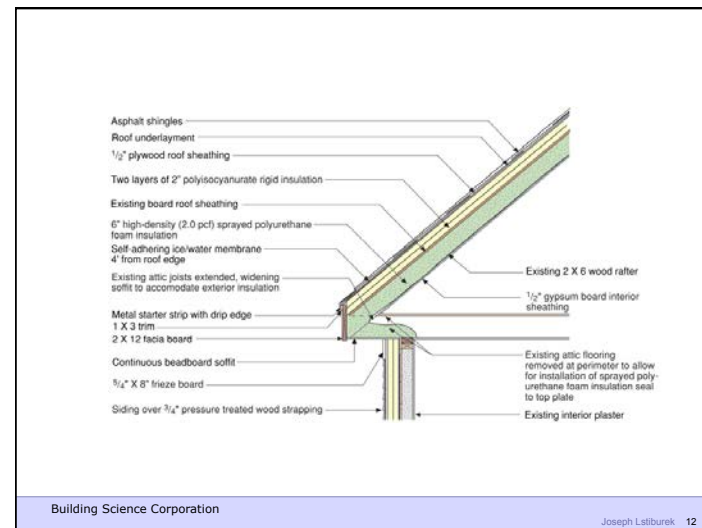 Asphalt shingles
Roof underlayment
1/2" plywood roof sheathing
Two layers of 2" polyisocyanurate rigid insulation
Existing board roof sheathing
6" high-density (2.0 pcf) sprayed polyurethane
foam insulation
Self-adhering ice/water membrane
4' from roof edge
Existing attic joists extended, widening
soffit to accomodate exterior insulation
Metal starter strip with drip edge
1 X 3 trim
2 X 12 facia board
Continuous beadboard soffit
5/4" X 8" frieze board
Siding over 3/4" pressure treated wood strapping
Existing 2 X 6 wood rafter
1/2" gypsum board interior
sheathing
Existing attic flooring
removed at perimeter to allow
for installation of sprayed poly-
urethane foam insulation seal
to top plate
Existing interior plaster
Building Science Corporation
Joseph Lstiburek 12